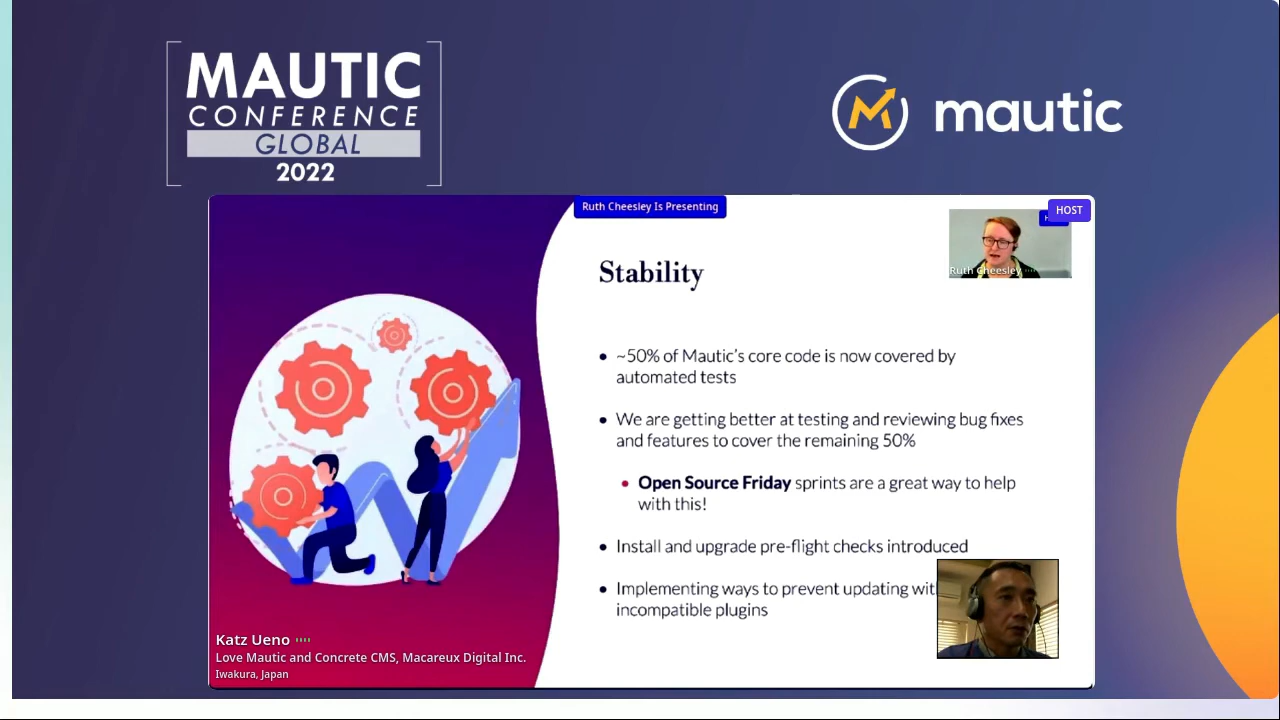 MAUTIC
CONFERENCE
GLOBAL
2022
mautic
Ruth Cheesley Is Presenting
HOST
Ruth Cheesley
Stability
~50% of Mautic's core code is now covered by
automated tests
We are getting better at testing and reviewing bug fixes
and features to cover the remaining 50%
Open Source Friday sprints are a great way to help
with this!
Install and upgrade pre-flight checks introduced
Implementing ways to prevent updating
incompatible plugins
Katz Ueno
Love Mautic and Concrete CMS, Macareux Digital Inc.
Iwakura, Japan